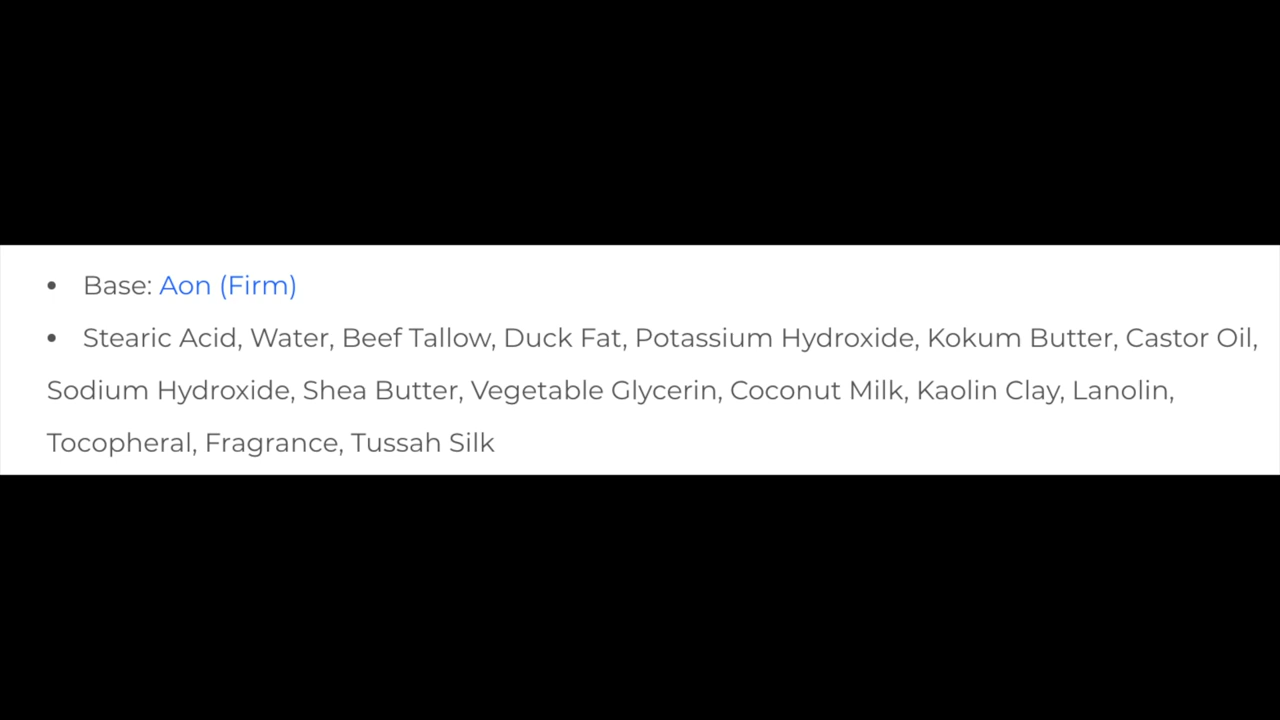 • Base: Aon (Firm)
• Stearic Acid, Water, Beef Tallow, Duck Fat, Potassium Hydroxide, Kokum Butter, Castor Oil,
Sodium Hydroxide, Shea Butter, Vegetable Glycerin, Coconut Milk, Kaolin Clay, Lanolin,
Tocopheral, Fragrance, Tussah Silk